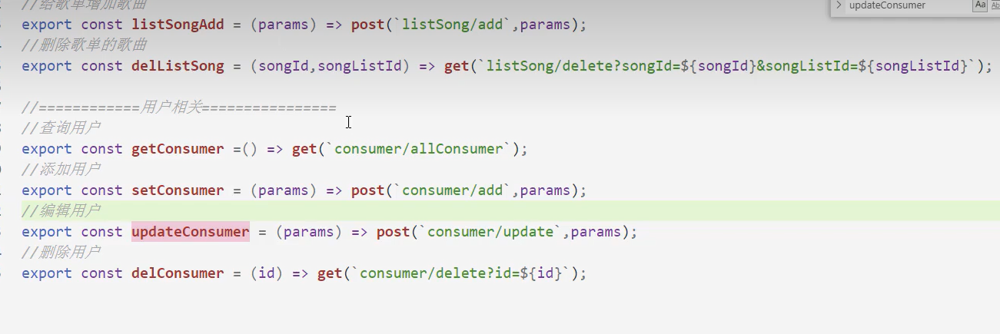 //给歌单增加歌曲
updateConsumer
Aa
export const listSongAdd = (params) => post(`listSong/add`,params);
//删除歌单的歌曲
export const delListSong = (songId,songListId) => get(`listSong/delete?songId=${songId}&songListId=${songListId}`);
//============用户相关================
//查询用户
export const getConsumer =() => get(`consumer/allConsumer`);
//添加用户
export const setConsumer = (params) => post(`consumer/add`,params);
//编辑用户
export const updateConsumer = (params) => post(`consumer/update`,params);
//删除用户
export const delConsumer = (id) => get(`consumer/delete?id=${id}`);